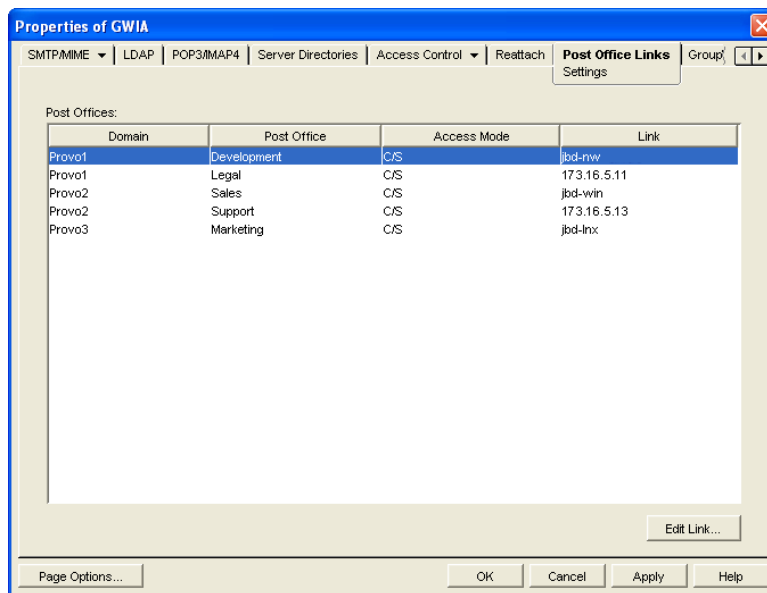 Properties of GWIA
SMTP/MIME LDAP POP3/IMAP4 Server Directories Access Control Reattach Post Office Links Group
Settings
Post Offices:
Domain Post Office Access Mode Link
Provo1 Development C/S jbd-nw
Provo1 Legal C/S 173.16.5.11
Provo2 Sales C/S jbd-win
Provo2 Support C/S 173.16.5.13
Provo3 Marketing C/S jbd-lnx
Edit Link...
Page Options... OK Cancel Apply Help